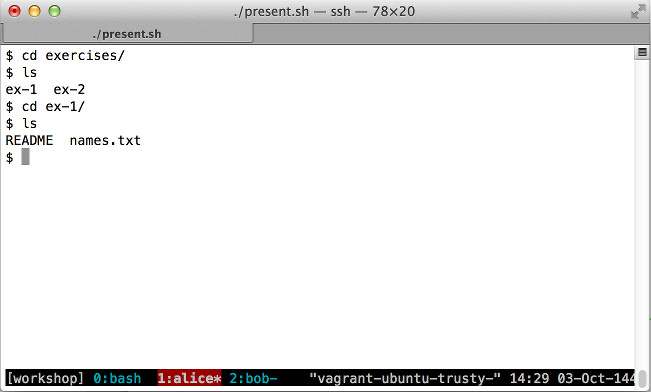 ./present.sh — ssh — 78×20
./present.sh
$ cd exercises/
$ ls
ex-1  ex-2
$ cd ex-1/
$ ls
README  names.txt
$
[workshop] 0:bash  1:alice* 2:bob-    "vagrant-ubuntu-trusty-" 14:29 03-Oct-144